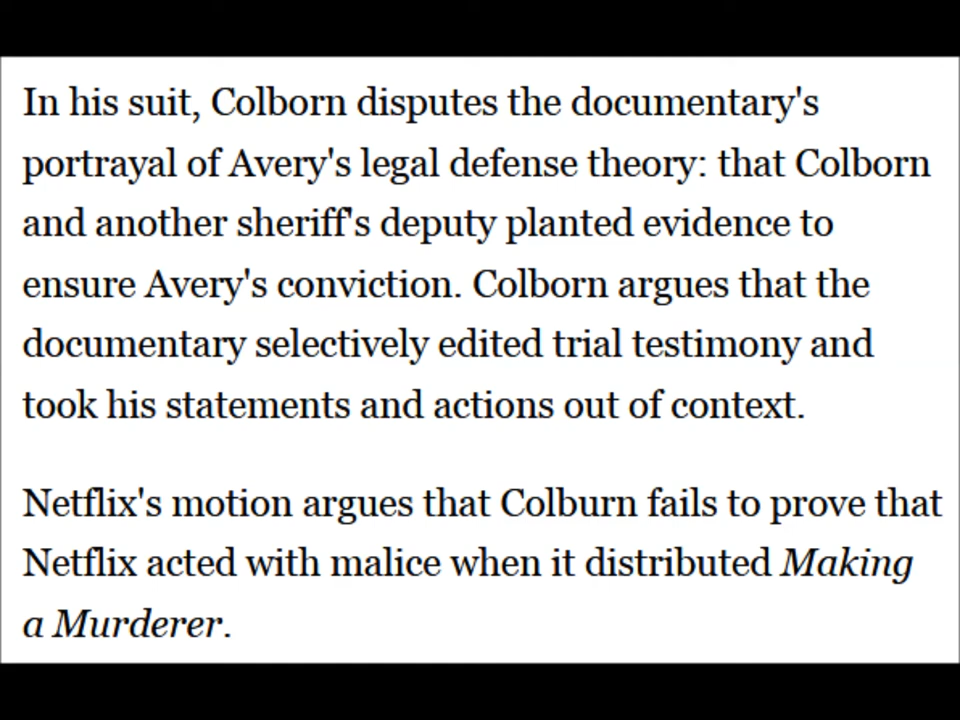 In his suit, Colborn disputes the documentary's
portrayal of Avery's legal defense theory: that Colborn
and another sheriff's deputy planted evidence to
ensure Avery's conviction. Colborn argues that the
documentary selectively edited trial testimony and
took his statements and actions out of context.
Netflix's motion argues that Colburn fails to prove that
Netflix acted with malice when it distributed Making
a Murderer.